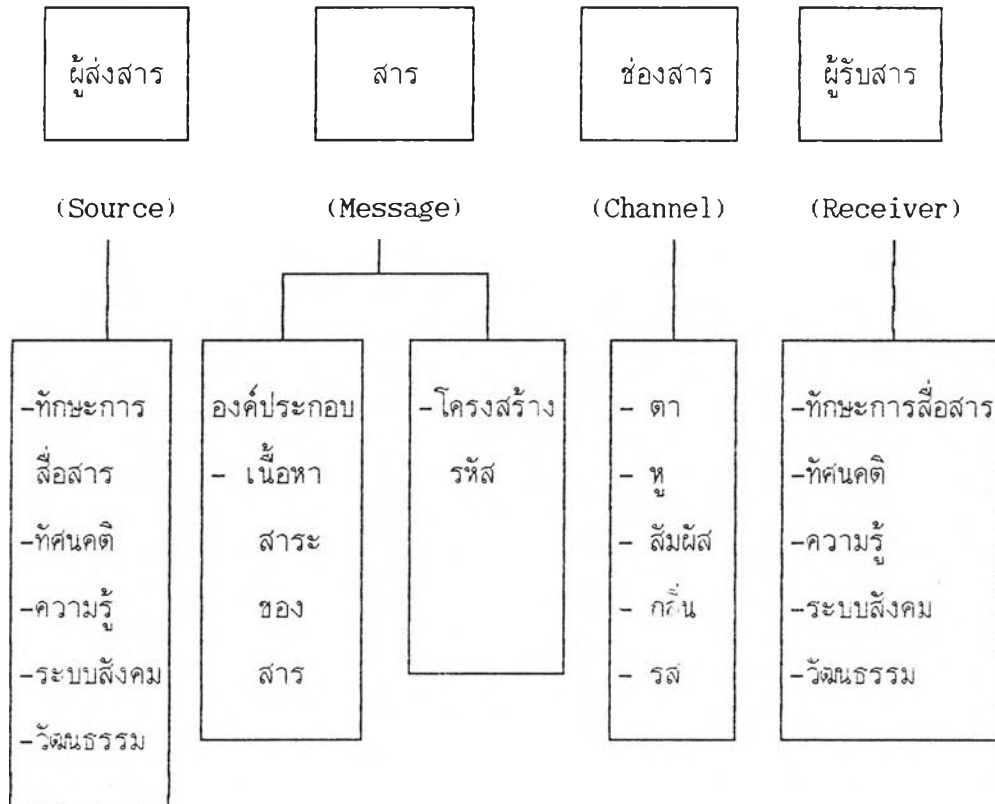 ผู้ส่งสาร
สาร
ช่องสาร
ผู้รับสาร
(Source)
(Message)
(Channel)
(Receiver)
-ทักษะการ
สื่อสาร
-ทัศนคติ
-ความรู้
-ระบบสังคม
-วัฒนธรรม
องค์ประกอบ
- เนื้อหา
สาระ
ของ
สาร
-โครงสร้าง
รหัส
- ตา
- หู
- สัมผัส
- กลิ่น
- รส
-ทักษะการสื่อสาร
-ทัศนคติ
-ความรู้
-ระบบสังคม
-วัฒนธรรม